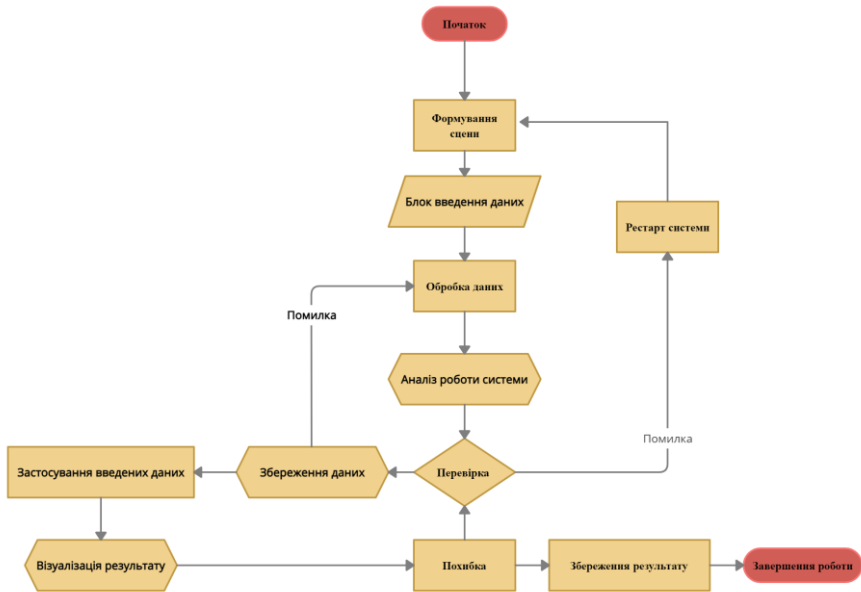 Початок
Формування
сцени
Блок введення даних
Рестарт системи
Обробка даних
Помилка
Аналіз роботи системи
Помилка
Застосування введених даних
Збереження даних
Перевірка
Візуалізація результату
Похибка
Збереження результату
Завершення роботи